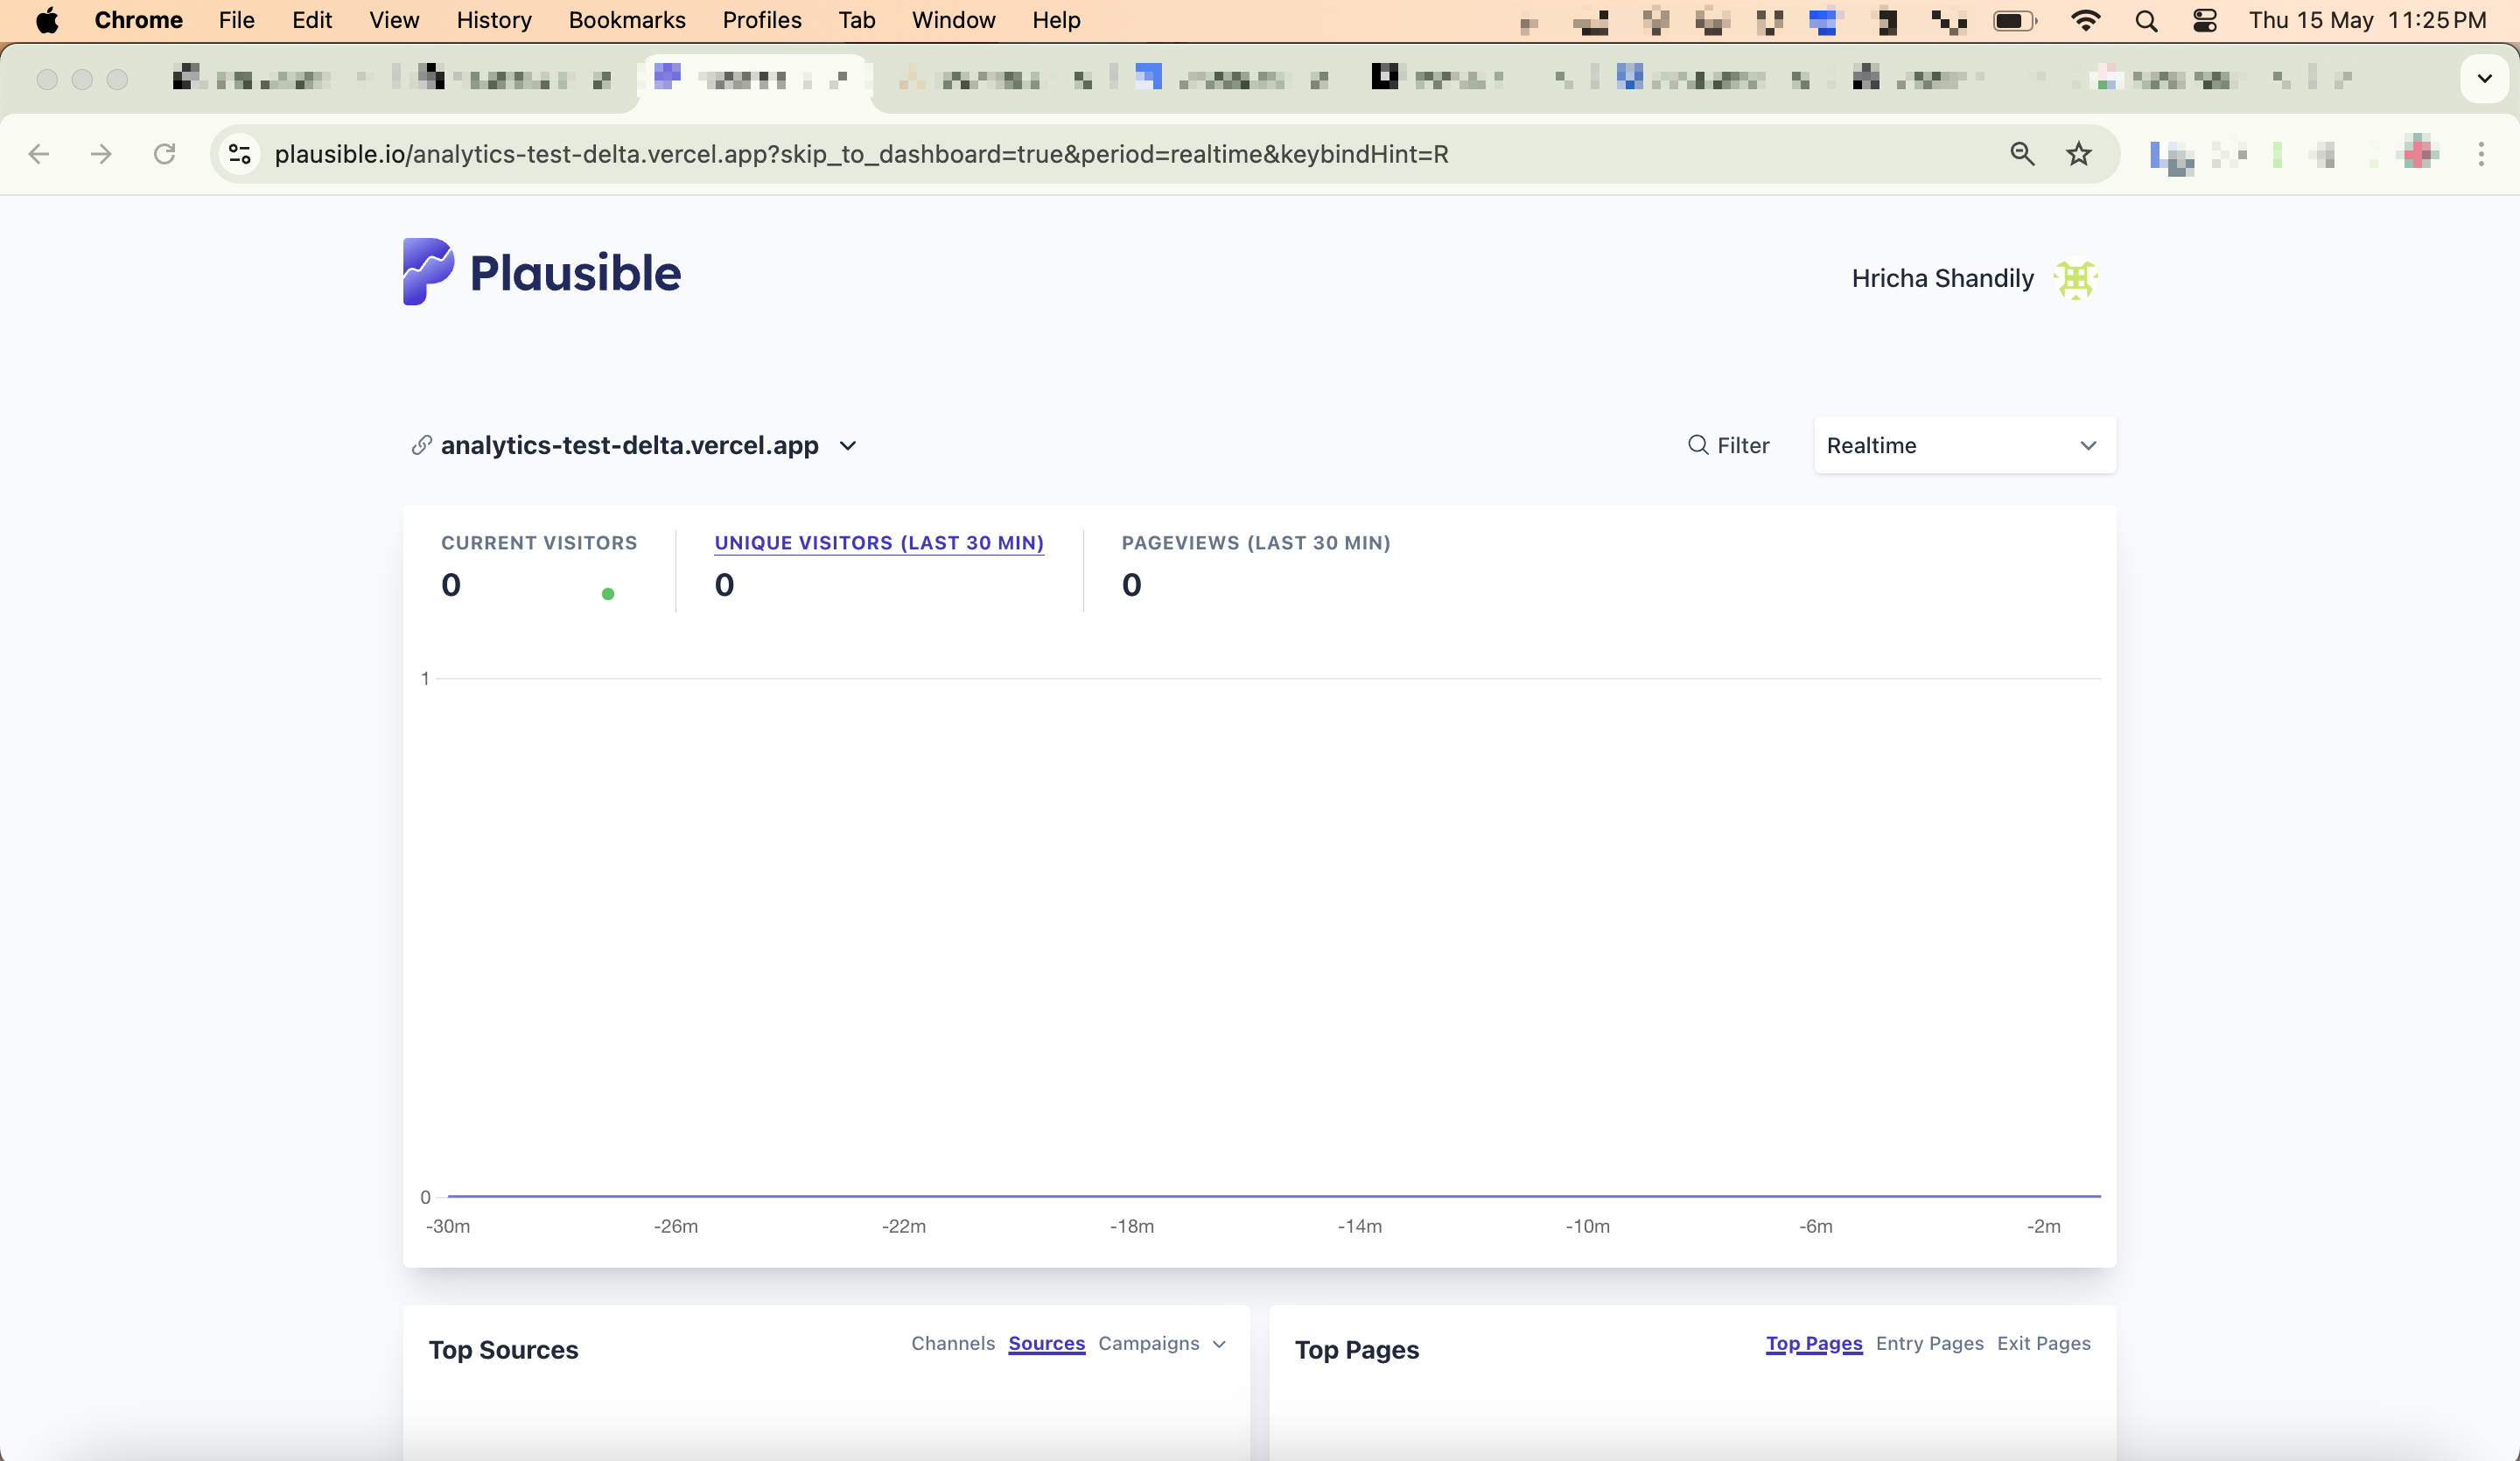 Chrome File Edit View History Bookmarks Profiles Tab Window Help Thu 15 May 11:25 PM
plausible.io/analytics-test-delta.vercel.app?skip_to_dashboard=true&period=realtime&keybindHint=R
Plausible
Hricha Shandily
analytics-test-delta.vercel.app
Filter
Realtime
CURRENT VISITORS UNIQUE VISITORS (LAST 30 MIN) PAGEVIEWS (LAST 30 MIN)
0 0 0
1
0
-30m -26m -22m -18m -14m -10m -6m -2m
Top Sources Channels Sources Campaigns
Top Pages Top Pages Entry Pages Exit Pages